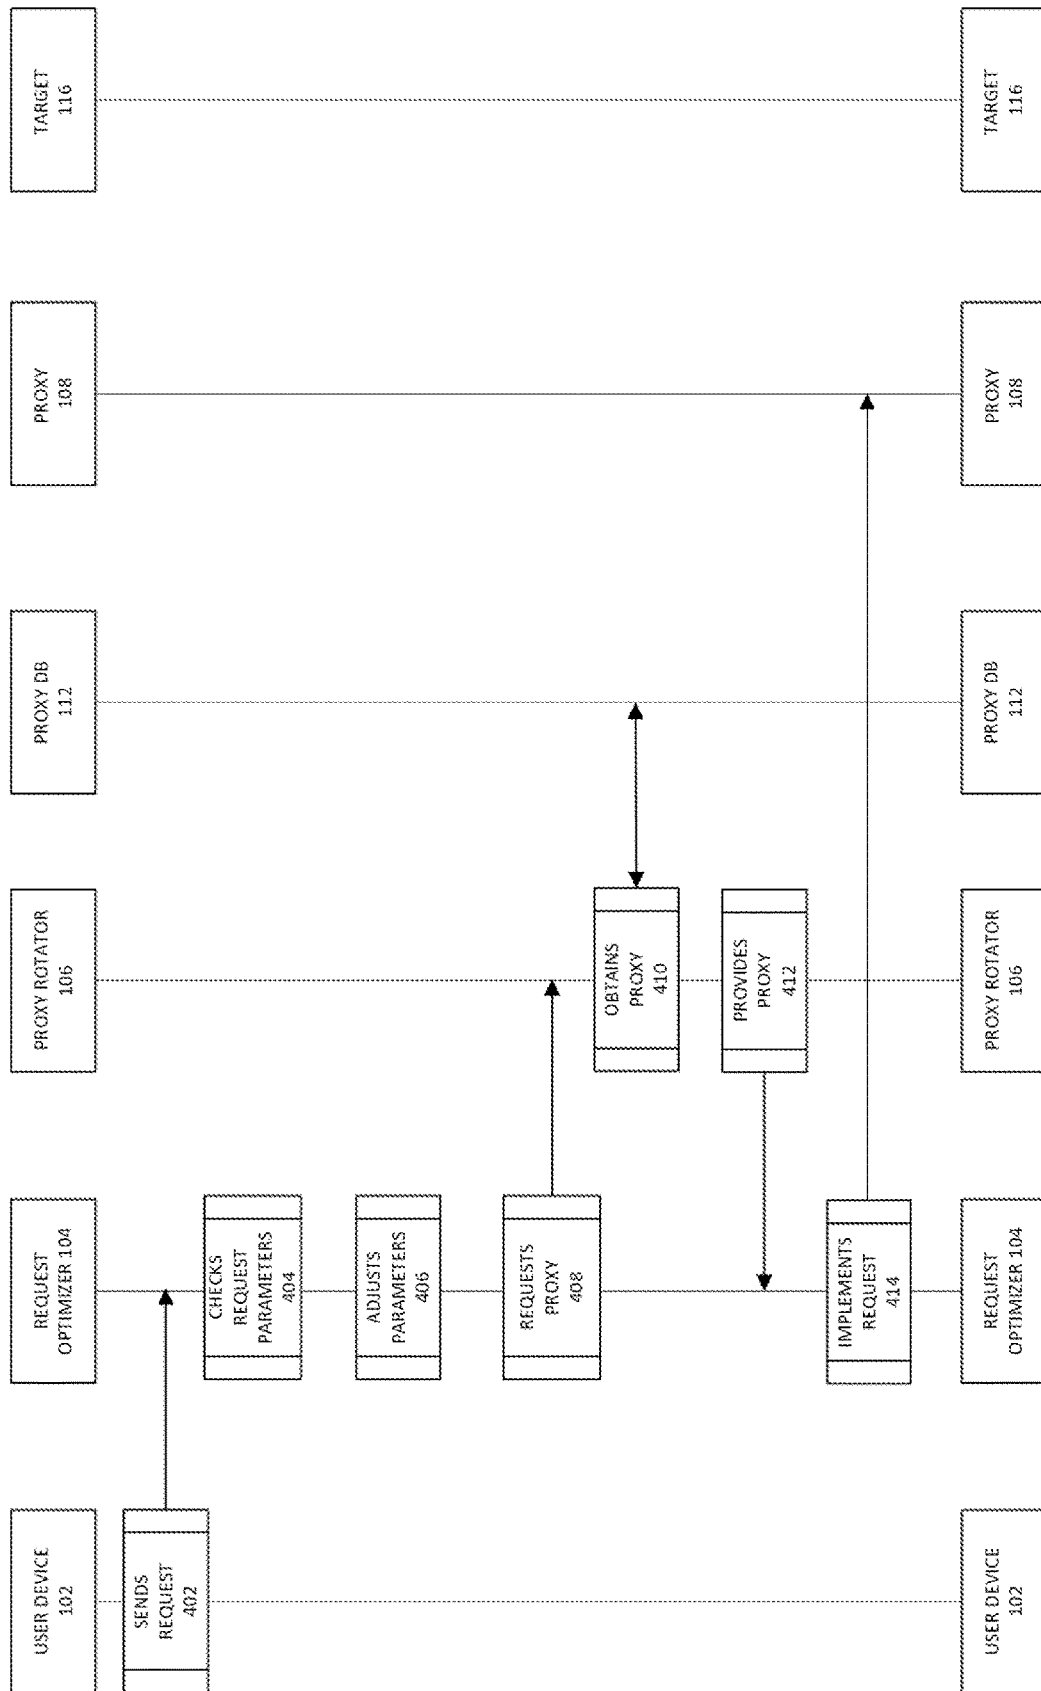 USER DEVICE
102
REQUEST
OPTIMIZER 104
PROXY ROTATOR
106
PROXY DB
112
PROXY
108
TARGET
116
SENDS
REQUEST
402
CHECKS
REQUEST
PARAMETERS
404
ADJUSTS
PARAMETERS
406
REQUESTS
PROXY
408
OBTAINS
PROXY
410
PROVIDES
PROXY
412
IMPLEMENTS
REQUEST
414
USER DEVICE
102
REQUEST
OPTIMIZER 104
PROXY ROTATOR
106
PROXY DB
112
PROXY
108
TARGET
116